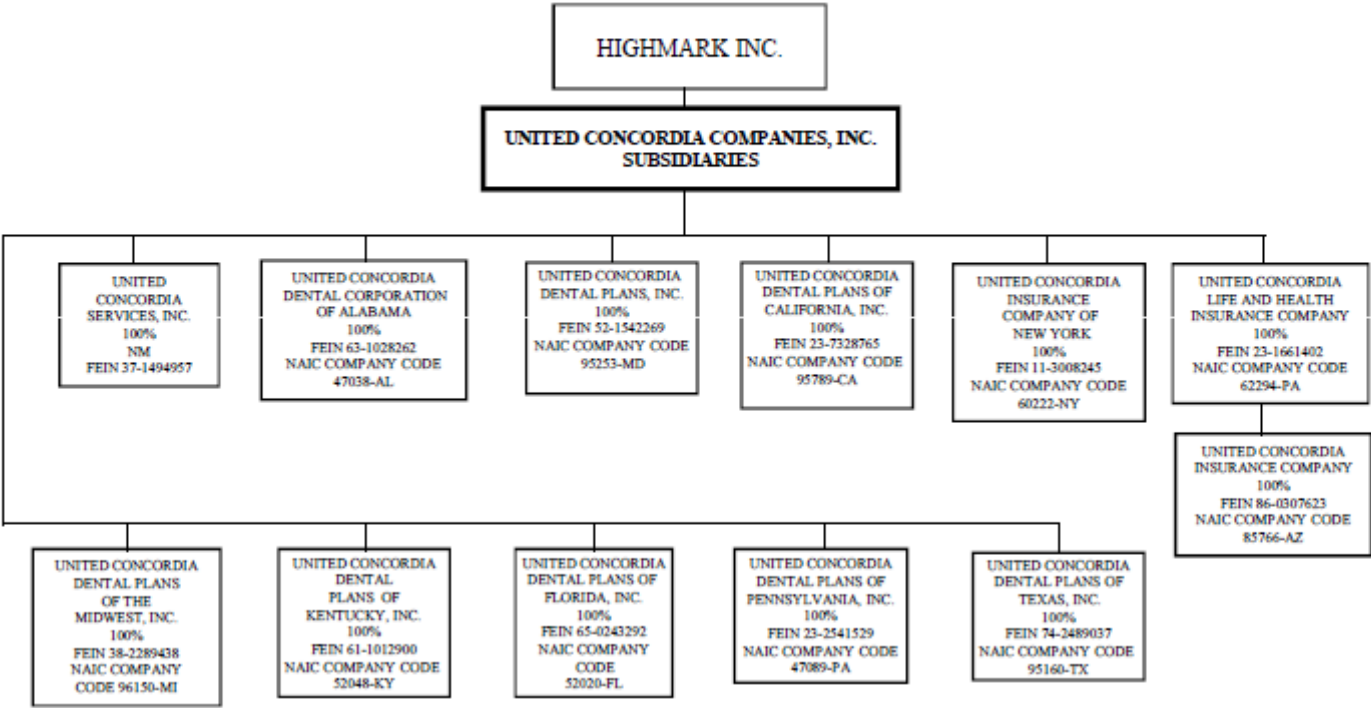 HIGHMARK INC.
UNITED CONCORDIA COMPANIES, INC.
SUBSIDIARIES
UNITED
CONCORDIA
SERVICES, INC.
100%
NM
FEIN 37-1494957
UNITED CONCORDIA
DENTAL CORPORATION
OF ALABAMA
100%
FEIN 63-1028262
NAIC COMPANY CODE
47038-AL
UNITED CONCORDIA
DENTAL PLANS, INC.
100%
FEIN 52-1542269
NAIC COMPANY CODE
95253-MD
UNITED CONCORDIA
DENTAL PLANS OF
CALIFORNIA, INC.
100%
FEIN 23-7328765
NAIC COMPANY CODE
95789-CA
UNITED CONCORDIA
INSURANCE
COMPANY OF
NEW YORK
100%
FEIN 11-3008245
NAIC COMPANY CODE
60222-NY
UNITED CONCORDIA
LIFE AND HEALTH
INSURANCE COMPANY
100%
FEIN 23-1661402
NAIC COMPANY CODE
62294-PA
UNITED CONCORDIA
INSURANCE COMPANY
100%
FEIN 86-0307623
NAIC COMPANY CODE
85766-AZ
UNITED CONCORDIA
DENTAL PLANS
OF THE
MIDWEST, INC.
100%
FEIN 38-2289438
NAIC COMPANY
CODE 96150-MI
UNITED CONCORDIA
DENTAL
PLANS OF
KENTUCKY, INC.
100%
FEIN 61-1012900
NAIC COMPANY CODE
52048-KY
UNITED CONCORDIA
DENTAL PLANS OF
FLORIDA, INC.
100%
FEIN 65-0243292
NAIC COMPANY
CODE
52020-FL
UNITED CONCORDIA
DENTAL PLANS OF
PENNSYLVANIA, INC.
100%
FEIN 23-2541529
NAIC COMPANY CODE
47089-PA
UNITED CONCORDIA
DENTAL PLANS OF
TEXAS, INC.
100%
FEIN 74-2489037
NAIC COMPANY CODE
95160-TX